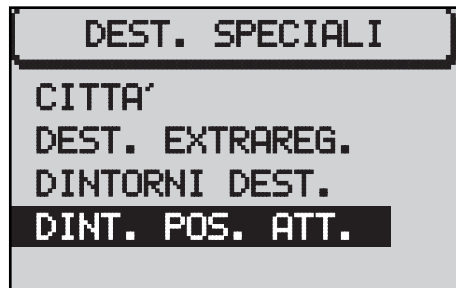 DEST. SPECIALI
CITTA'
DEST. EXTRAREG.
DINTORNI DEST.
DINT. POS. ATT.